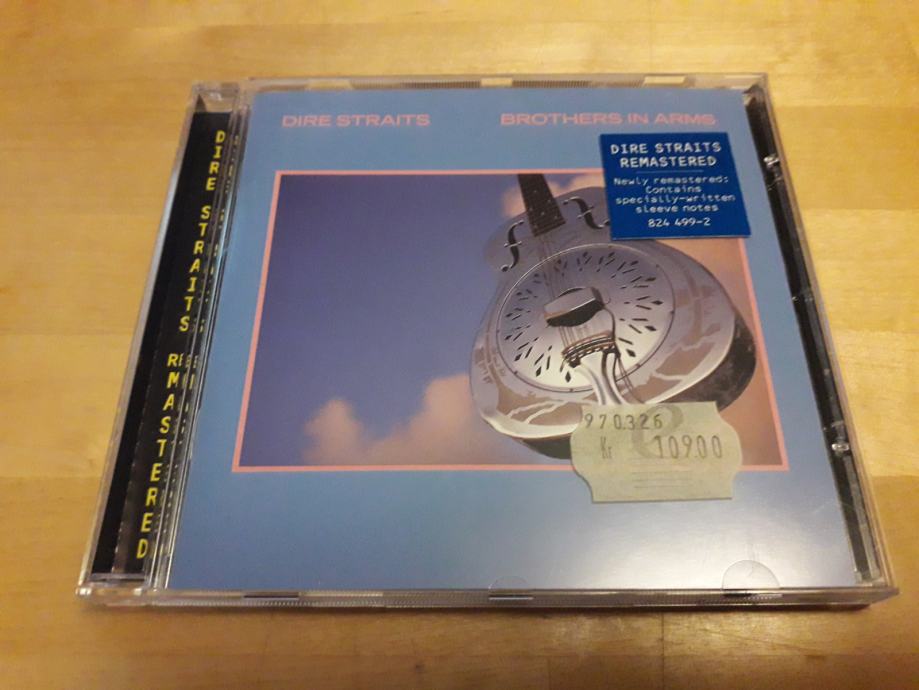 DIRE STRAITS BROTHERS IN ARMS
DIRE STRAITS
REMASTERED
Newly remastered:
Contains
specially-written
sleeve notes
824 499-2
970326
Kr 109.00
DIRE STRAITS REMASTERED